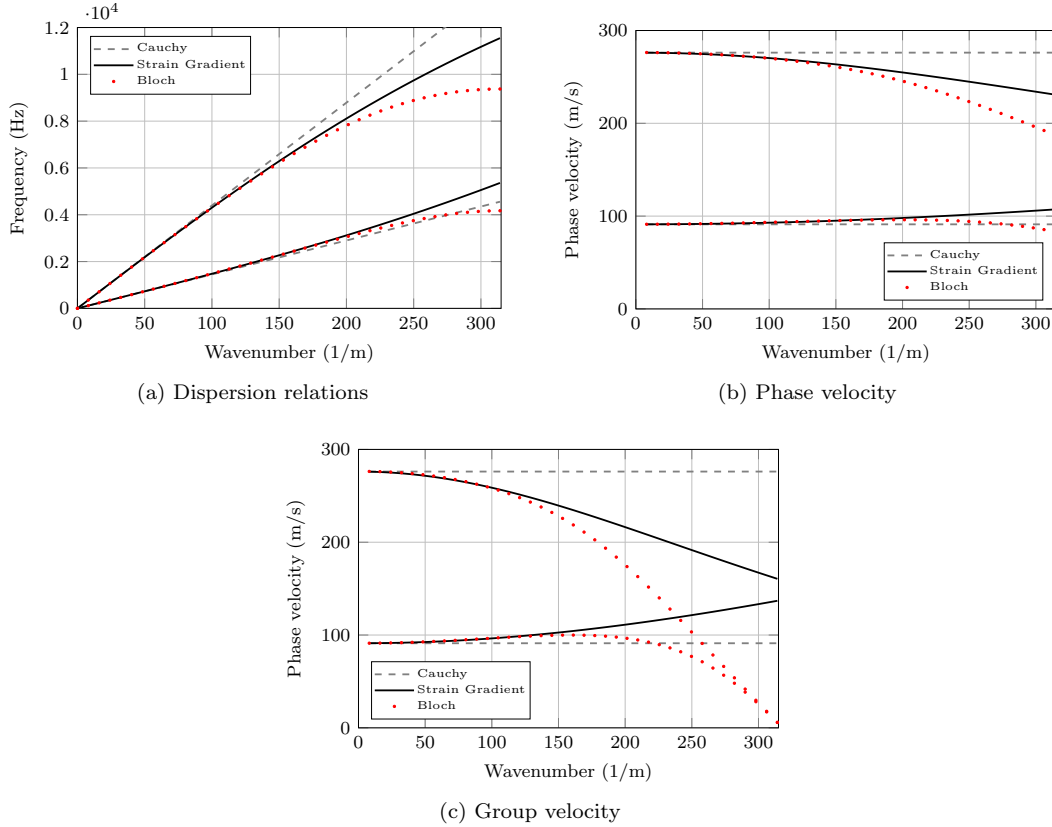 ·10⁴
1.2
1
0.8
0.6
0.4
0.2
0
Frequency (Hz)
Cauchy
Strain Gradient
Bloch
0 50 100 150 200 250 300
Wavenumber (1/m)
(a) Dispersion relations
300
200
100
0
Phase velocity (m/s)
Cauchy
Strain Gradient
Bloch
0 50 100 150 200 250 300
Wavenumber (1/m)
(b) Phase velocity
300
200
100
0
Phase velocity (m/s)
Cauchy
Strain Gradient
Bloch
0 50 100 150 200 250 300
Wavenumber (1/m)
(c) Group velocity